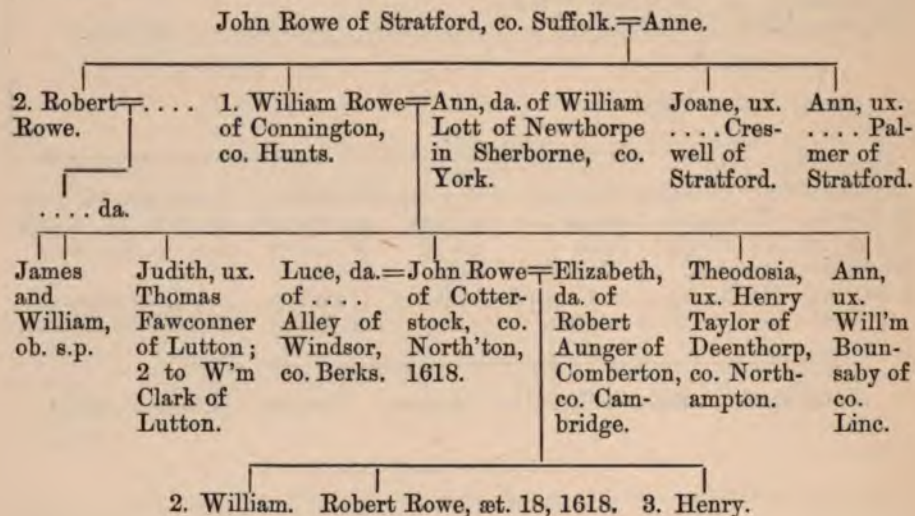 John Rowe of Stratford, co. Suffolk.=Anne.
2. Robert=. . . .
Rowe.
. . . . da.
1. William Rowe=
of Connington,
co. Hunts.
Ann, da. of William
Lott of Newthorpe
in Sherborne, co.
York.
Joane, ux.
. . . . Cres-
well of
Stratford.
Ann, ux.
. . . . Pal-
mer of
Stratford.
James
and
William,
ob. s.p.
Judith, ux.
Thomas
Fawconner
of Lutton;
2 to W'm
Clark of
Lutton.
Luce, da.=
of . . . .
Alley of
Windsor,
co. Berks.
John Rowe=
of Cotter-
stock, co.
North'ton,
1618.
Elizabeth,
da. of
Robert
Aunger of
Comberton,
co. Cam-
bridge.
Theodosia,
ux. Henry
Taylor of
Deenthorp,
co. North-
ampton.
Ann,
ux.
Will'm
Boun-
saby of
co.
Linc.
2. William. Robert Rowe, æt. 18, 1618. 3. Henry.